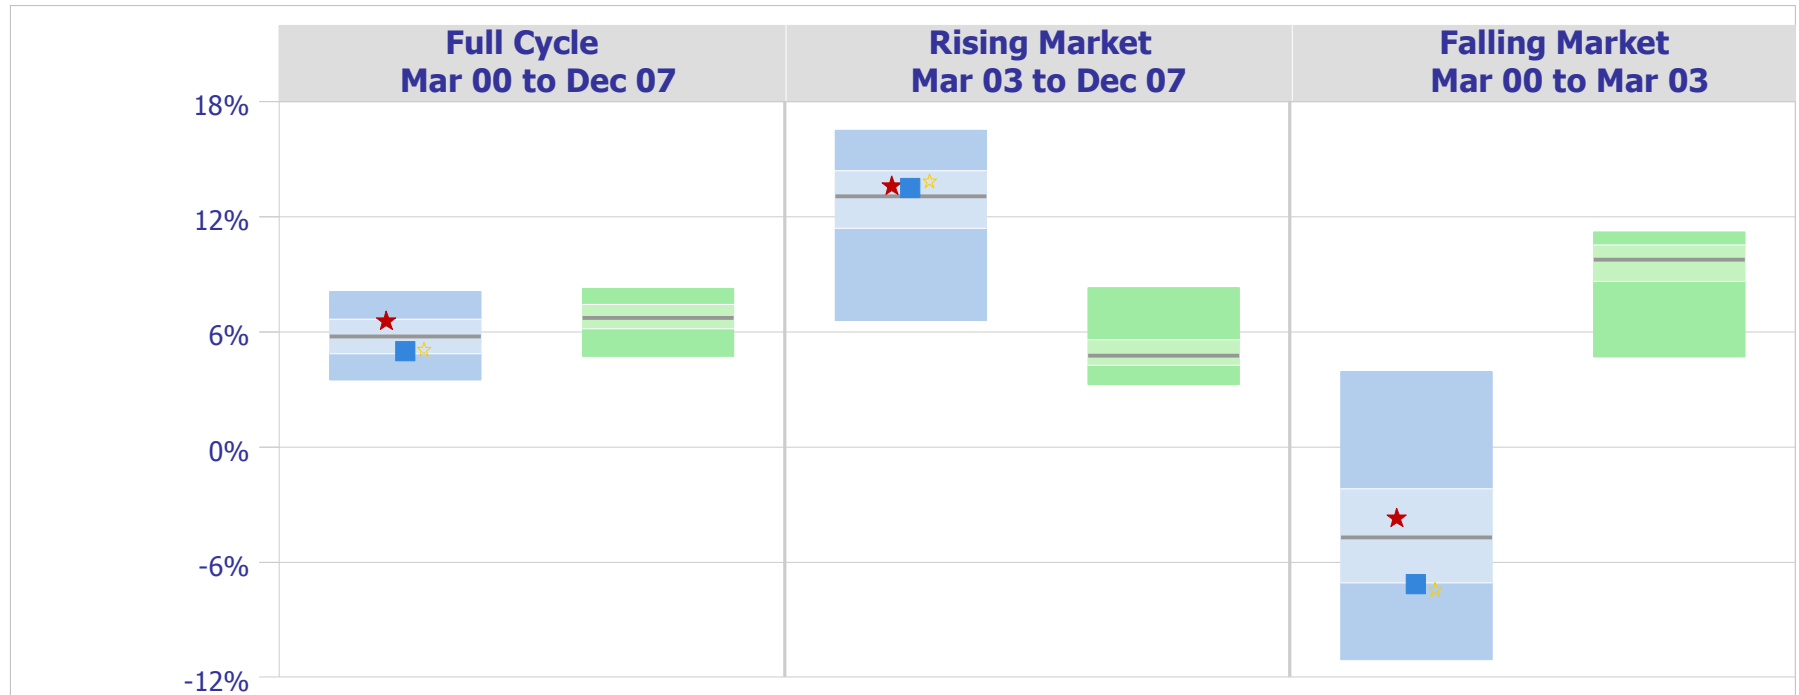 Full Cycle
Mar 00 to Dec 07
Rising Market
Mar 03 to Dec 07
Falling Market
Mar 00 to Mar 03
18%
12%
6%
0%
-6%
-12%